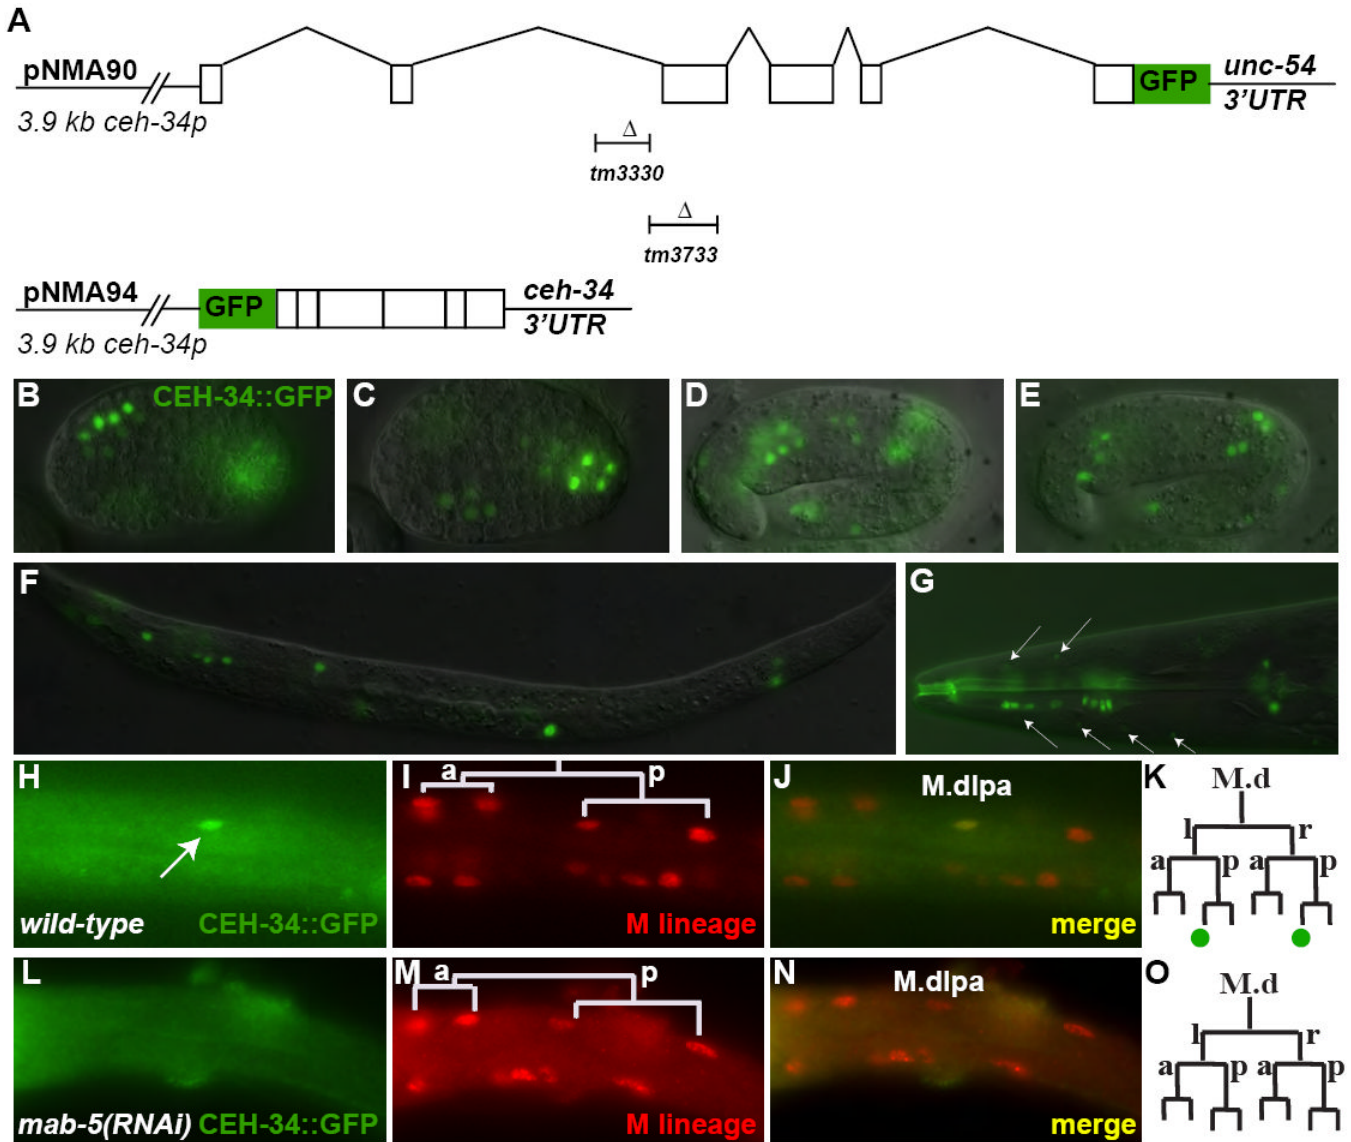 A
pNMA90
3.9 kb ceh-34p
GFP
unc-54
3’UTR
Δ
tm3330
Δ
tm3733
pNMA94
3.9 kb ceh-34p
GFP
ceh-34
3’UTR
B CEH-34::GFP
C
D
E
F
G
H
wild-type CEH-34::GFP
I a p
M lineage
J M.dlpa
merge
K M.d
l r
a p a p
L
mab-5(RNAi) CEH-34::GFP
M a p
M lineage
N M.dlpa
merge
O M.d
l r
a p a p